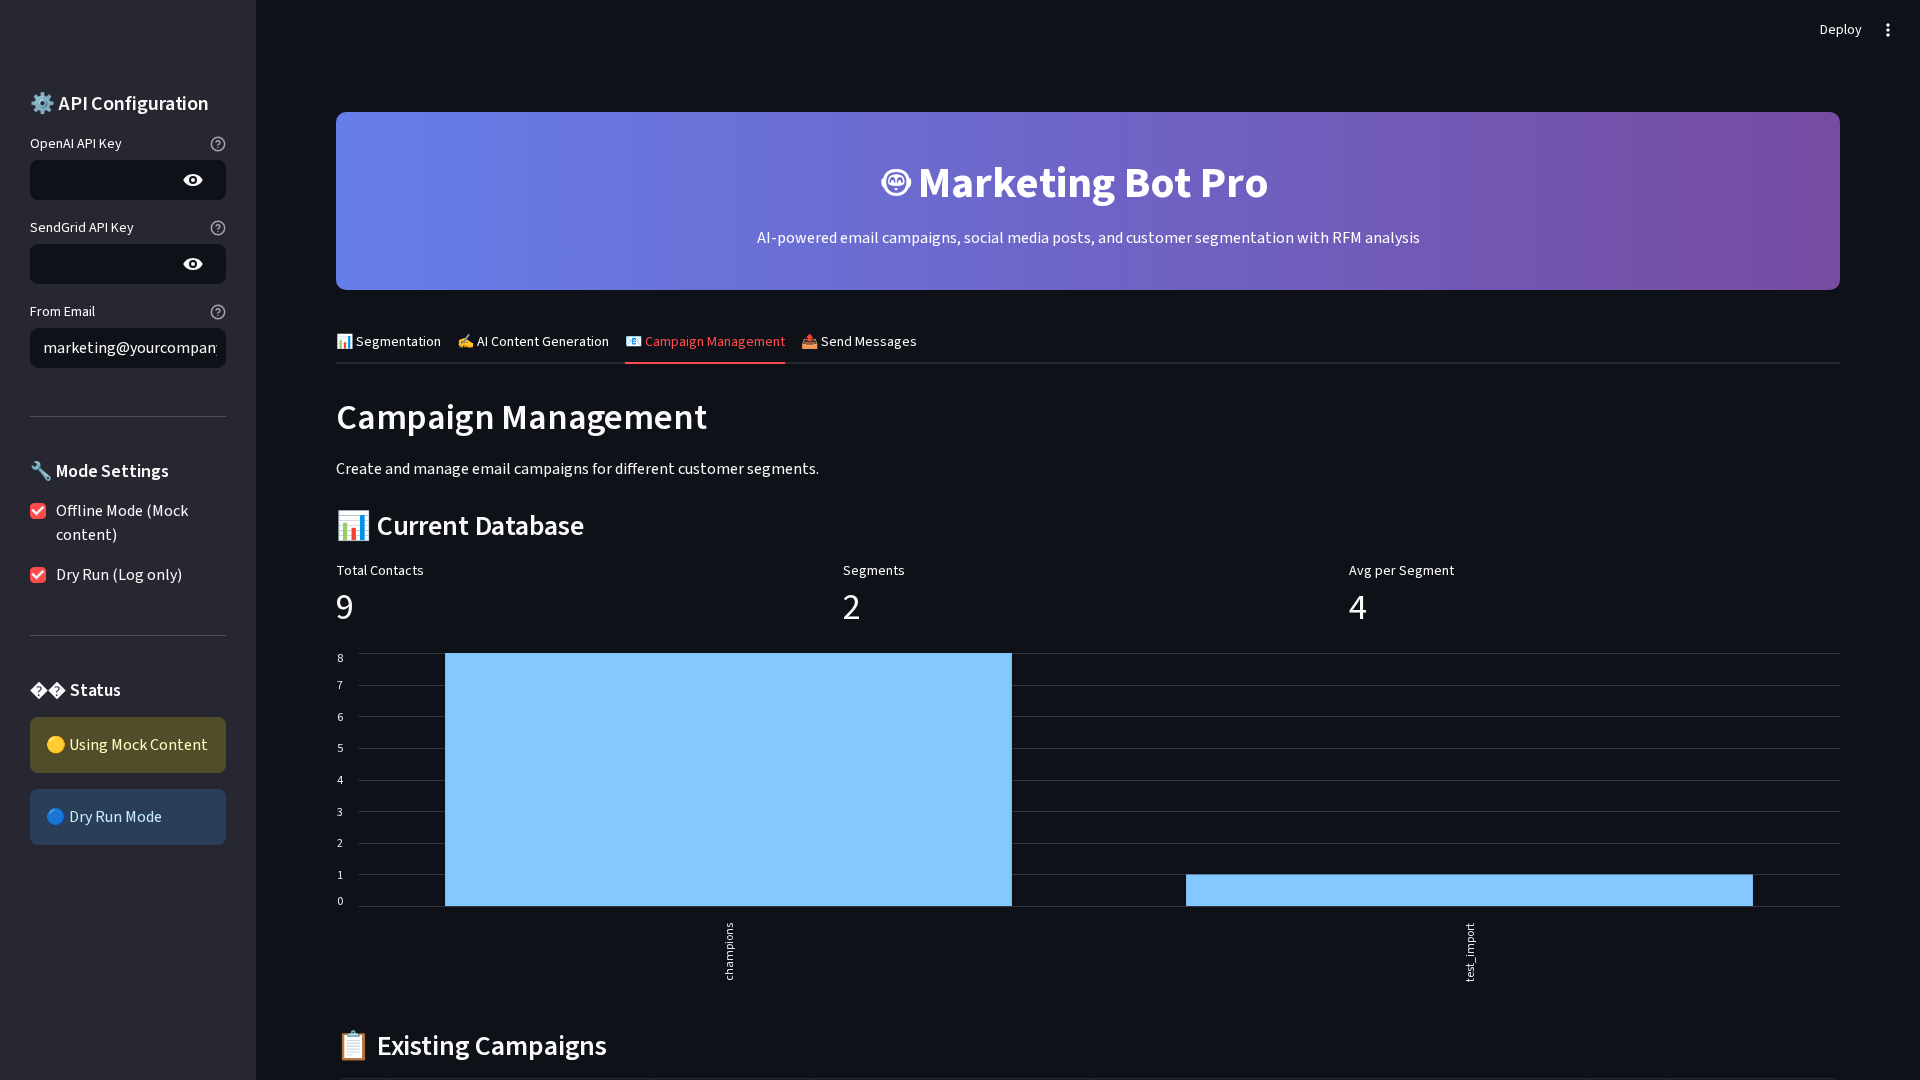 Deploy
⚙️ API Configuration
OpenAI API Key
SendGrid API Key
From Email
marketing@yourcompany
🔧 Mode Settings
Offline Mode (Mock
content)
Dry Run (Log only)
�� Status
🟡 Using Mock Content
🔵 Dry Run Mode
Marketing Bot Pro
AI-powered email campaigns, social media posts, and customer segmentation with RFM analysis
📊 Segmentation ✍️ AI Content Generation 📧 Campaign Management 📤 Send Messages
Campaign Management
Create and manage email campaigns for different customer segments.
📊 Current Database
Total Contacts Segments Avg per Segment
9 2 4
8
7
6
5
4
3
2
1
0
champions test_import
📋 Existing Campaigns